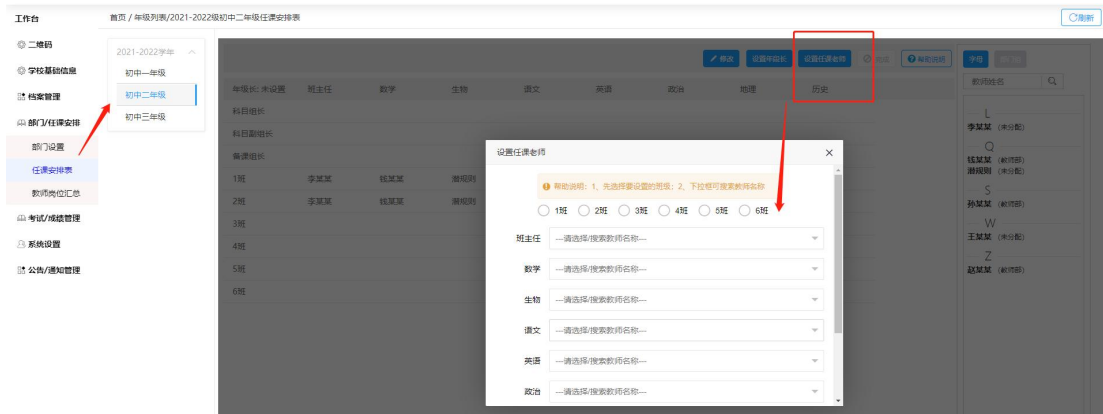 工作台
首页 / 年级列表/2021-2022级初中二年级任课安排表
刷新
二维码
学校基础信息
档案管理
部门/任课安排
部门设置
任课安排表
教师岗位汇总
考试/成绩管理
系统设置
公告/通知管理
2021-2022学年
初中一年级
初中二年级
初中三年级
修改 设置年级长 设置任课老师 帮助说明
年级长: 未设置 班主任 数学 生物 语文 英语 政治 地理 历史
科目组长
科目副组长
备课组长
1班 李某某 钱某某 潜规则
2班 李某某 钱某某 潜规则
3班
4班
5班
6班
设置任课老师 ×
帮助说明：1、先选择要设置的班级；2、下拉框可搜索教师名称
1班 2班 3班 4班 5班 6班
班主任 ---请选择/搜索教师名称---
数学 ---请选择/搜索教师名称---
生物 ---请选择/搜索教师名称---
语文 ---请选择/搜索教师名称---
英语 ---请选择/搜索教师名称---
政治 ---请选择/搜索教师名称---
字母
教师姓名
L
李某某 (未分配)
Q
钱某某 (教师部)
潜规则 (未分配)
S
孙某某 (教师部)
W
王某某 (未分配)
Z
赵某某 (教师部)